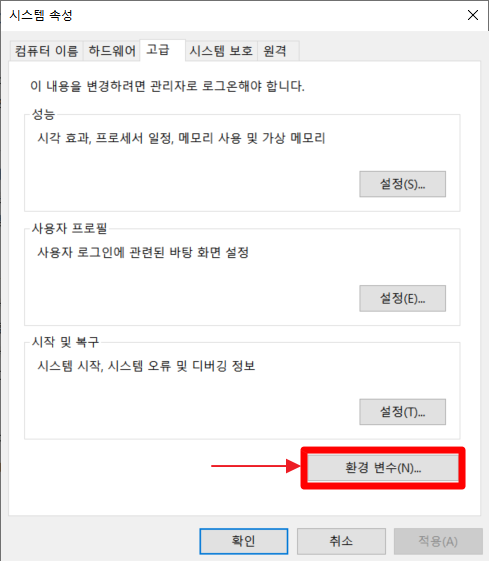 시스템 속성
컴퓨터 이름 하드웨어 고급 시스템 보호 원격
이 내용을 변경하려면 관리자로 로그온해야 합니다.
성능
시각 효과, 프로세서 일정, 메모리 사용 및 가상 메모리
설정(S)...
사용자 프로필
사용자 로그인에 관련된 바탕 화면 설정
설정(E)...
시작 및 복구
시스템 시작, 시스템 오류 및 디버깅 정보
설정(T)...
환경 변수(N)...
확인 취소 적용(A)